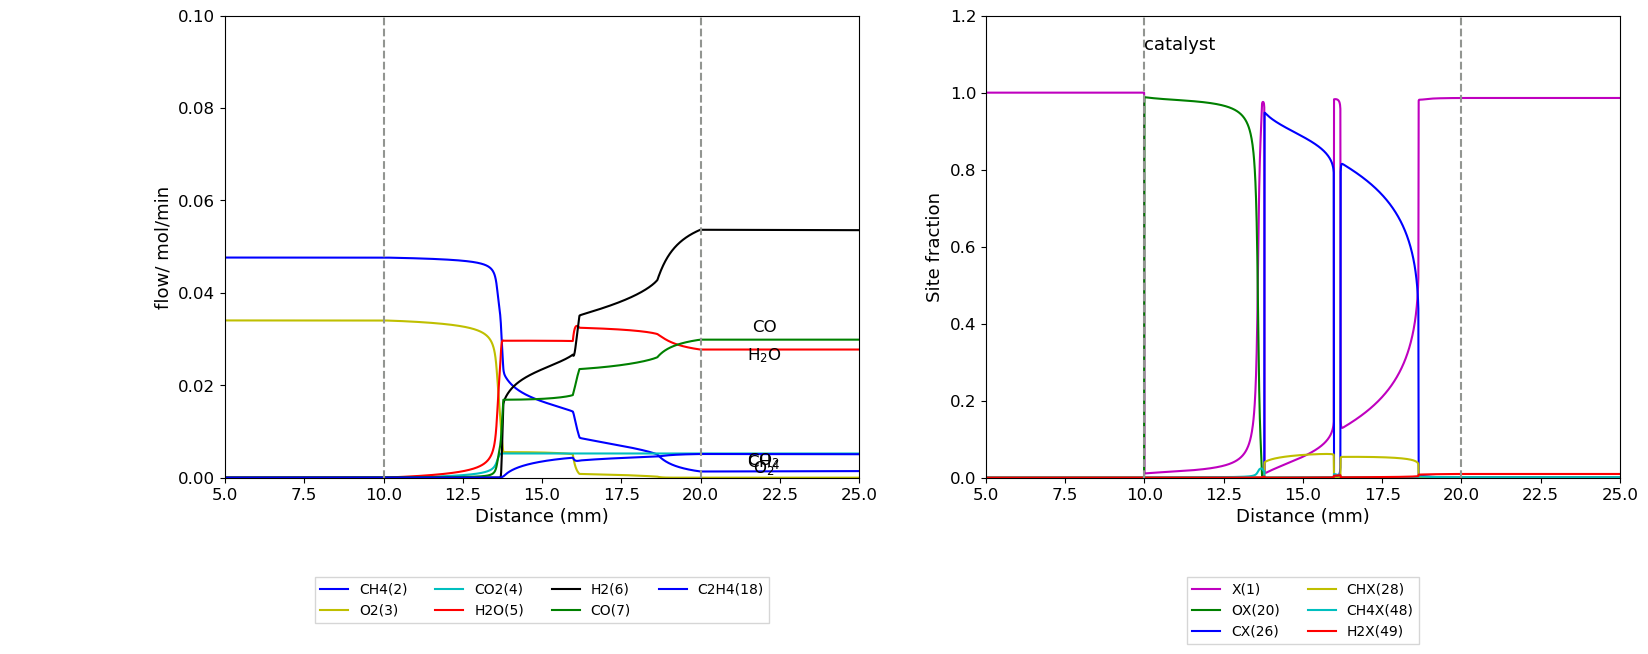 0.10
0.08
0.06
0.04
0.02
0.00
flow/ mol/min
5.0 7.5 10.0 12.5 15.0 17.5 20.0 22.5 25.0
Distance (mm)
CO
H₂O
CO₂
CH₄
O₂
CH4(2) CO2(4) H2(6) C2H4(18)
O2(3) H2O(5) CO(7)
1.2
1.0
0.8
0.6
0.4
0.2
0.0
Site fraction
catalyst
5.0 7.5 10.0 12.5 15.0 17.5 20.0 22.5 25.0
Distance (mm)
X(1) CHX(28)
OX(20) CH4X(48)
CX(26) H2X(49)